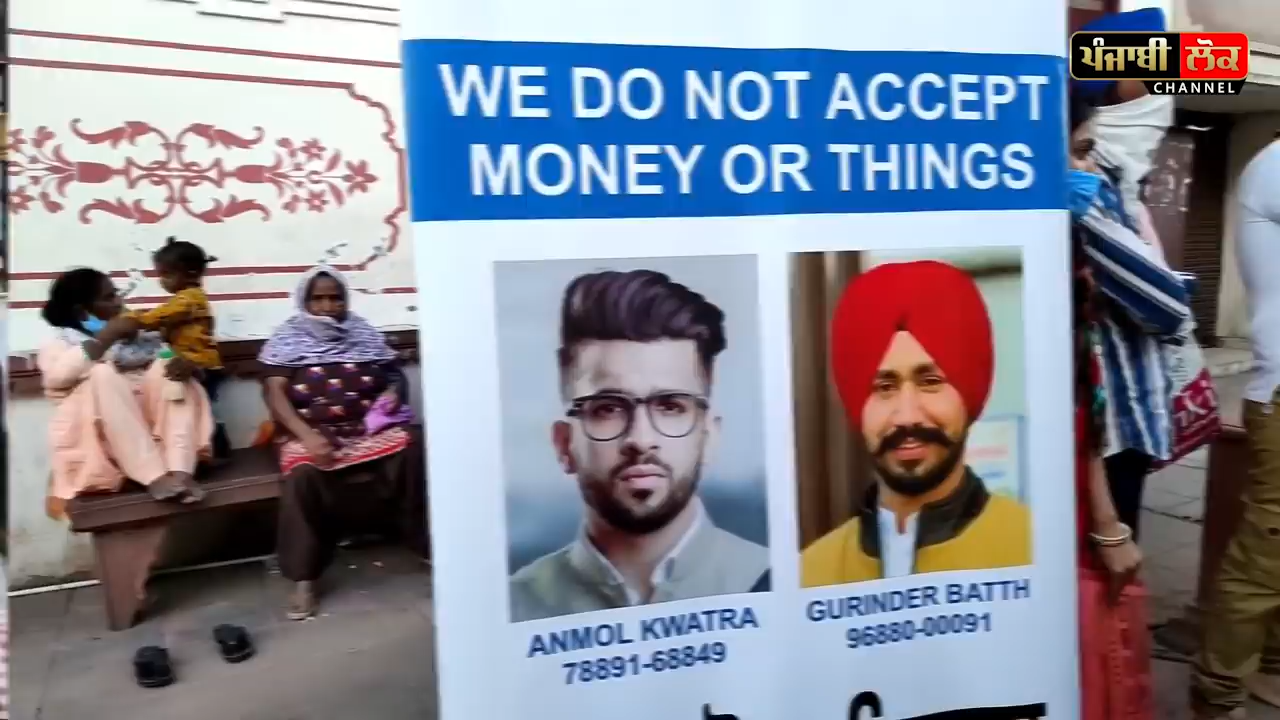 ਪੰਜਾਬੀ ਲੋਕ
CHANNEL
WE DO NOT ACCEPT
MONEY OR THINGS
ANMOL KWATRA
78891-68849
GURINDER BATTH
96880-00091